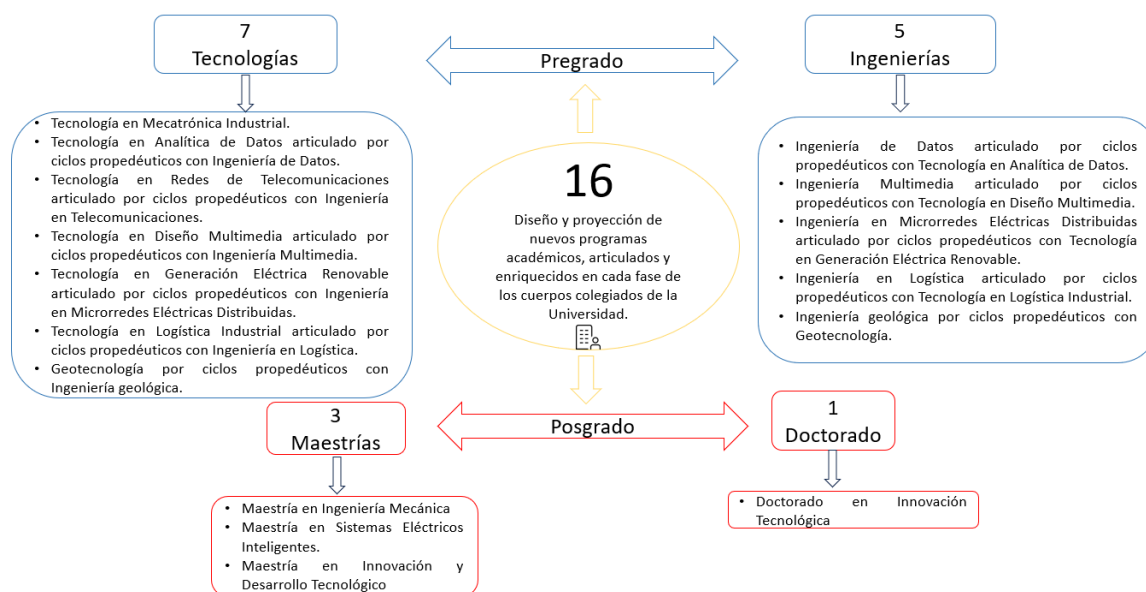 7
Tecnologías
Pregrado
5
Ingenierías
• Tecnología en Mecatrónica Industrial.
• Tecnología en Analítica de Datos articulado por
ciclos propedéuticos con Ingeniería de Datos.
• Tecnología en Redes de Telecomunicaciones
articulado por ciclos propedéuticos con Ingeniería
en Telecomunicaciones.
• Tecnología en Diseño Multimedia articulado por
ciclos propedéuticos con Ingeniería Multimedia.
• Tecnología en Generación Eléctrica Renovable
articulado por ciclos propedéuticos con Ingeniería
en Microrredes Eléctricas Distribuidas.
• Tecnología en Logística Industrial articulado por
ciclos propedéuticos con Ingeniería en Logística.
• Geotecnología por ciclos propedéuticos con
Ingeniería geológica.
16
Diseño y proyección de
nuevos programas
académicos, articulados y
enriquecidos en cada fase de
los cuerpos colegiados de la
Universidad.
• Ingeniería de Datos articulado por ciclos
propedéuticos con Tecnología en Analítica de Datos.
• Ingeniería Multimedia articulado por ciclos
propedéuticos con Tecnología en Diseño Multimedia.
• Ingeniería en Microrredes Eléctricas Distribuidas
articulado por ciclos propedéuticos con Tecnología
en Generación Eléctrica Renovable.
• Ingeniería en Logística articulado por ciclos
propedéuticos con Tecnología en Logística Industrial.
• Ingeniería geológica por ciclos propedéuticos con
Geotecnología.
3
Maestrías
Posgrado
1
Doctorado
• Maestría en Ingeniería Mecánica
• Maestría en Sistemas Eléctricos
Inteligentes.
• Maestría en Innovación y
Desarrollo Tecnológico
• Doctorado en Innovación
Tecnológica